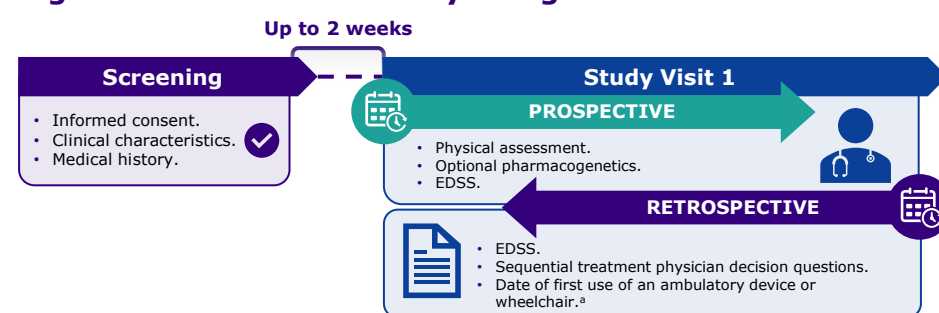 Up to 2 weeks
Screening
• Informed consent.
• Clinical characteristics.
• Medical history.
Study Visit 1
PROSPECTIVE
• Physical assessment.
• Optional pharmacogenetics.
• EDSS.
RETROSPECTIVE
• EDSS.
• Sequential treatment physician decision questions.
• Date of first use of an ambulatory device or
wheelchair.ᵃ